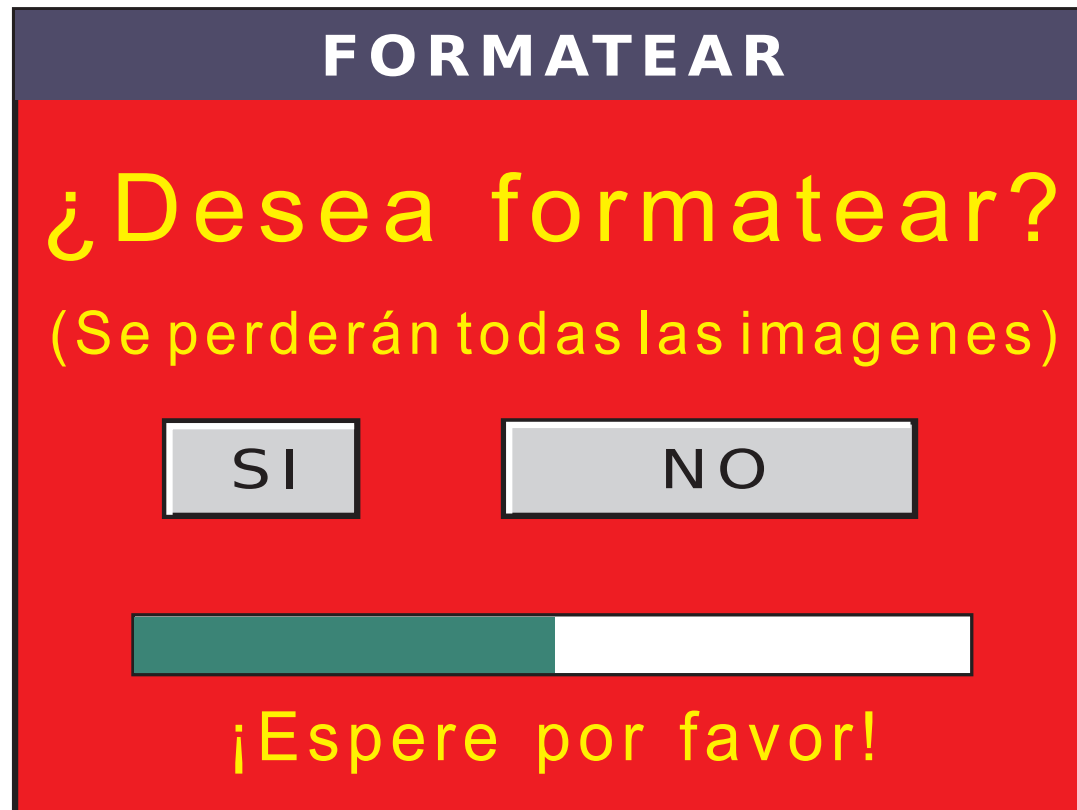 FORMATEAR
¿Desea formatear?
(Se perderán todas las imagenes)
SI NO
¡Espere por favor!